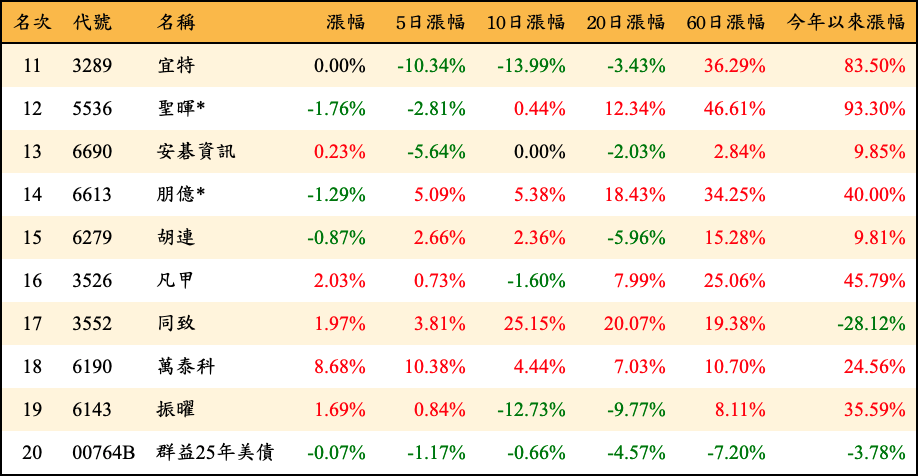 名次 代號 名稱 漲幅 5日漲幅 10日漲幅 20日漲幅 60日漲幅 今年以來漲幅
11 3289 宜特 0.00% -10.34% -13.99% -3.43% 36.29% 83.50%
12 5536 聖暉* -1.76% -2.81% 0.44% 12.34% 46.61% 93.30%
13 6690 安碁資訊 0.23% -5.64% 0.00% -2.03% 2.84% 9.85%
14 6613 朋億* -1.29% 5.09% 5.38% 18.43% 34.25% 40.00%
15 6279 胡連 -0.87% 2.66% 2.36% -5.96% 15.28% 9.81%
16 3526 凡甲 2.03% 0.73% -1.60% 7.99% 25.06% 45.79%
17 3552 同致 1.97% 3.81% 25.15% 20.07% 19.38% -28.12%
18 6190 萬泰科 8.68% 10.38% 4.44% 7.03% 10.70% 24.56%
19 6143 振曜 1.69% 0.84% -12.73% -9.77% 8.11% 35.59%
20 00764B 群益25年美債 -0.07% -1.17% -0.66% -4.57% -7.20% -3.78%